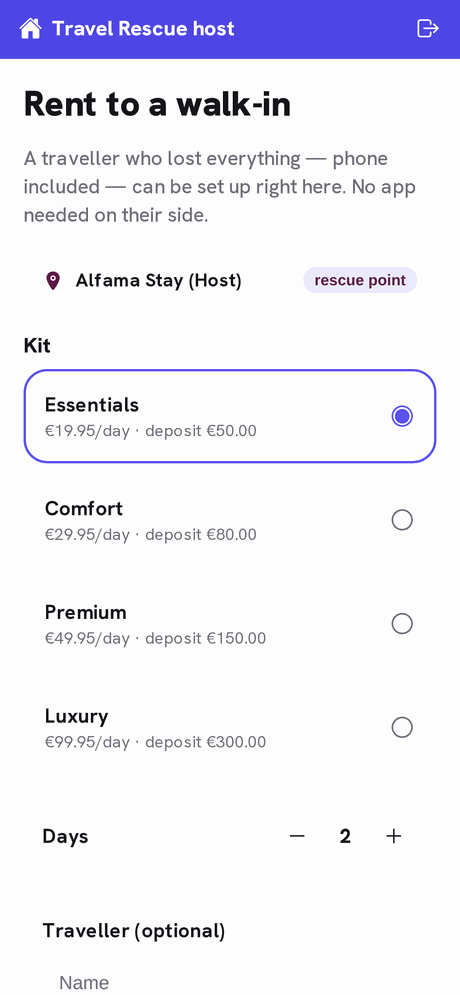 Travel Rescue host
Rent to a walk-in
A traveller who lost everything — phone
included — can be set up right here. No app
needed on their side.
Alfama Stay (Host)
rescue point
Kit
Essentials
€19.95/day · deposit €50.00
Comfort
€29.95/day · deposit €80.00
Premium
€49.95/day · deposit €150.00
Luxury
€99.95/day · deposit €300.00
Days
− 2 +
Traveller (optional)
Name